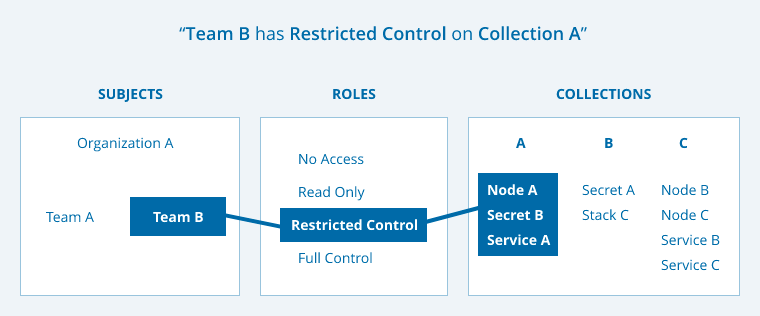 “Team B has Restricted Control on Collection A”
SUBJECTS
Organization A
Team A
Team B
ROLES
No Access
Read Only
Restricted Control
Full Control
COLLECTIONS
A
Node A
Secret B
Service A
B
Secret A
Stack C
C
Node B
Node C
Service B
Service C